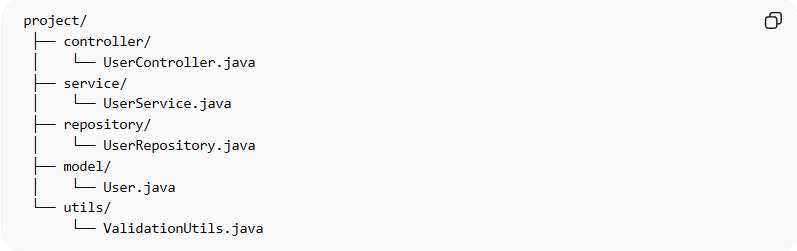 project/
├── controller/
│    └── UserController.java
├── service/
│    └── UserService.java
├── repository/
│    └── UserRepository.java
├── model/
│    └── User.java
└── utils/
     └── ValidationUtils.java